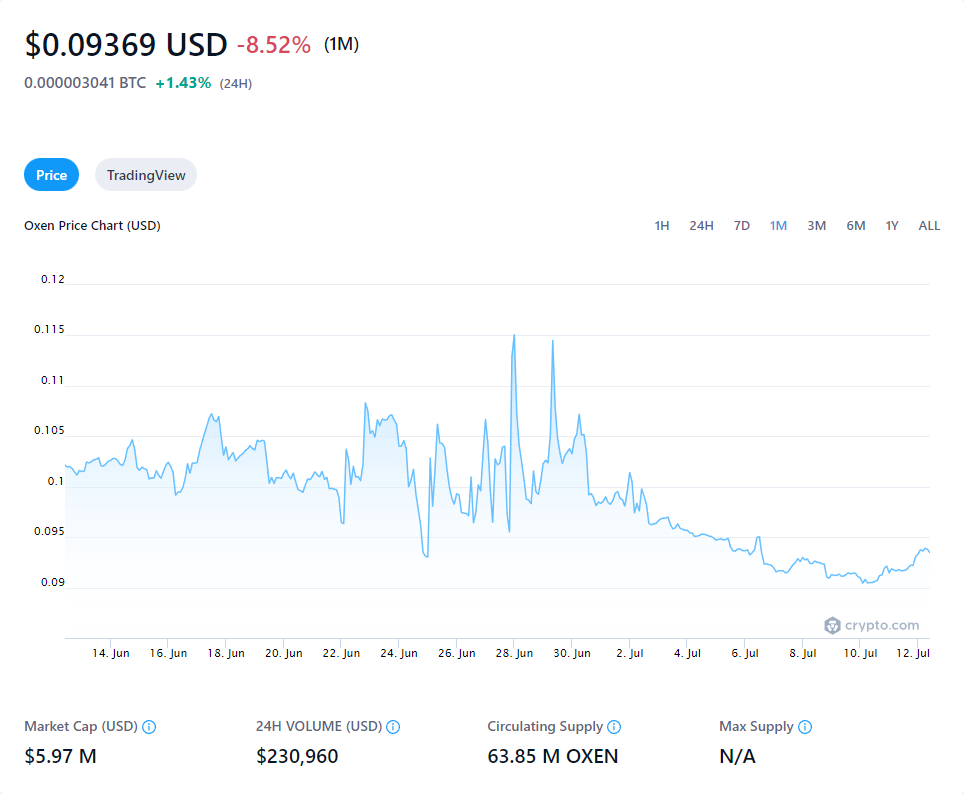 $0.09369 USD -8.52% (1M)
0.000003041 BTC +1.43% (24H)
Price TradingView
Oxen Price Chart (USD) 1H 24H 7D 1M 3M 6M 1Y ALL
0.12
0.115
0.11
0.105
0.1
0.095
0.09
crypto.com
14. Jun 16. Jun 18. Jun 20. Jun 22. Jun 24. Jun 26. Jun 28. Jun 30. Jun 2. Jul 4. Jul 6. Jul 8. Jul 10. Jul 12. Jul
Market Cap (USD) 24H VOLUME (USD) Circulating Supply Max Supply
$5.97 M $230,960 63.85 M OXEN N/A